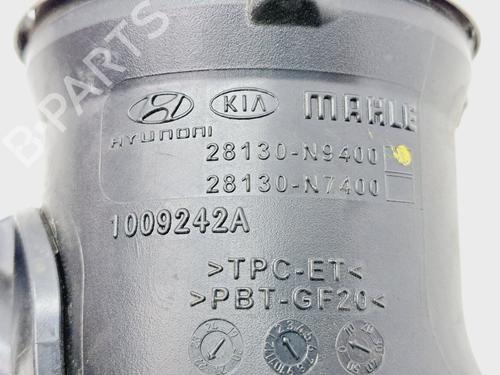 B-PARTS
HYUNDAI KIA MAHLE
28130-N9400
28130-N7400
1009242A
>TPC-ET<
>PBT-GF20<